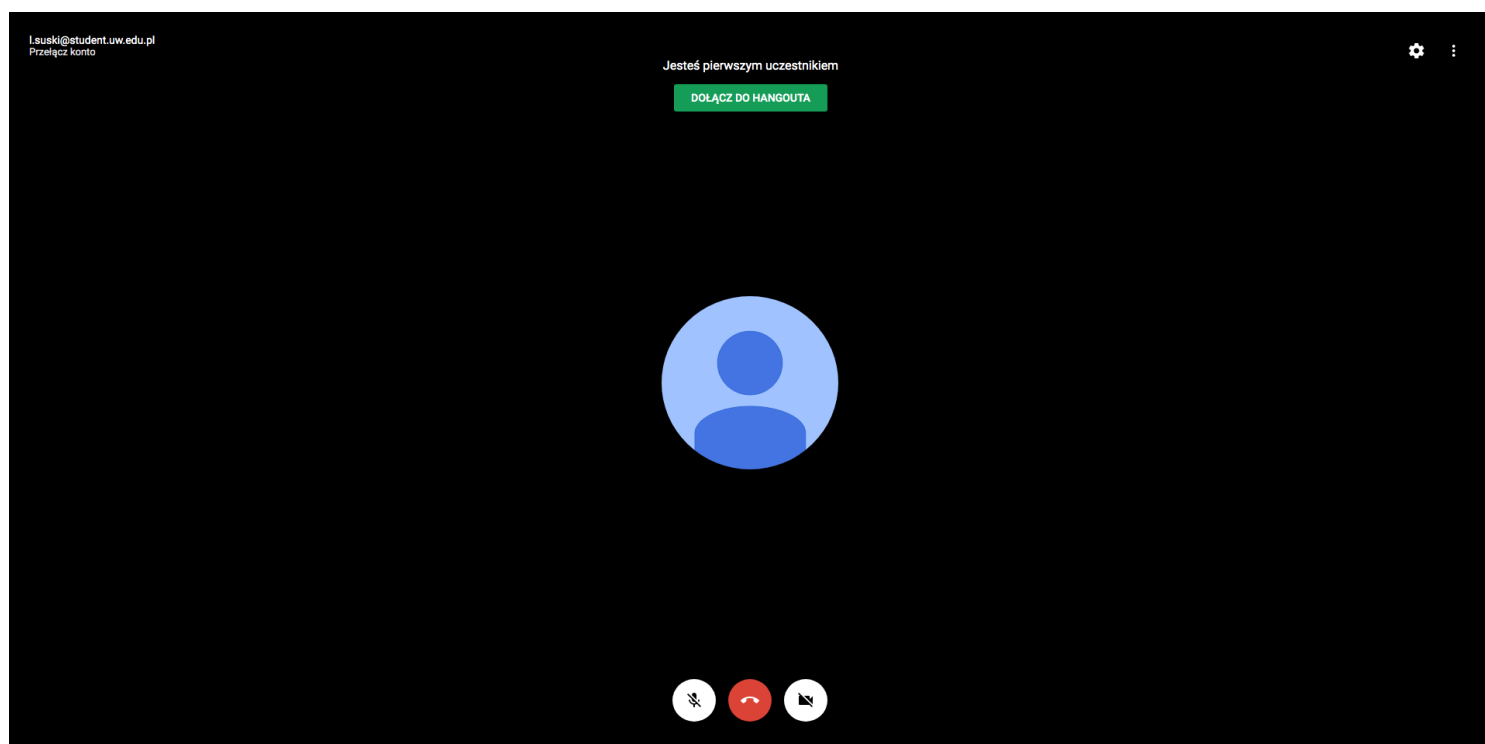 l.suski@student.uw.edu.pl
Przełącz konto
Jesteś pierwszym uczestnikiem
DOŁĄCZ DO HANGOUTA